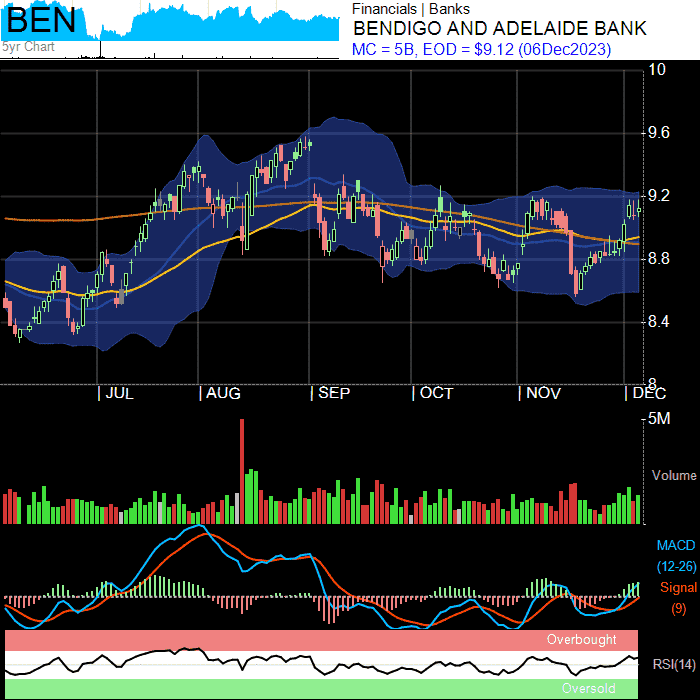 BEN
5yr Chart
Financials | Banks
BENDIGO AND ADELAIDE BANK
MC = 5B, EOD = $9.12 (06Dec2023)
10
9.6
9.2
8.8
8.4
8
| JUL | AUG | SEP | OCT | NOV | DEC
5M
Volume
MACD
(12-26)
Signal
(9)
Overbought
RSI(14)
Oversold